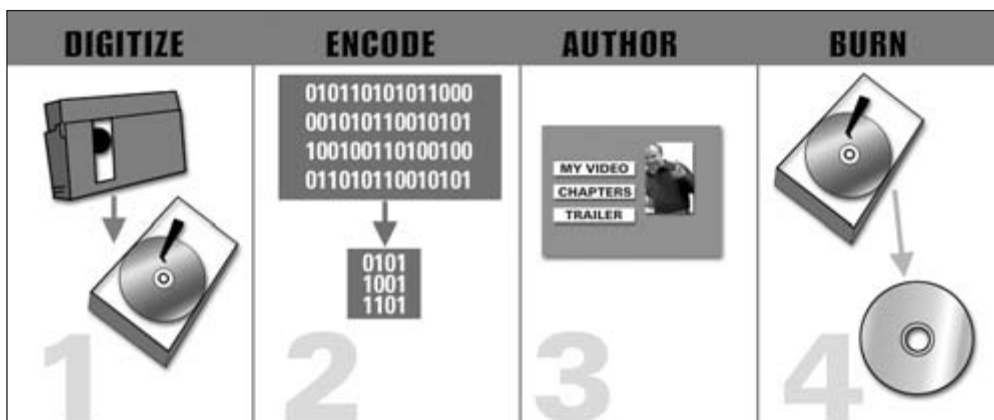 DIGITIZE
ENCODE
AUTHOR
BURN
010110101011000
001010110010101
100100110100100
011010110010101
0101
1001
1101
MY VIDEO
CHAPTERS
TRAILER
1
2
3
4